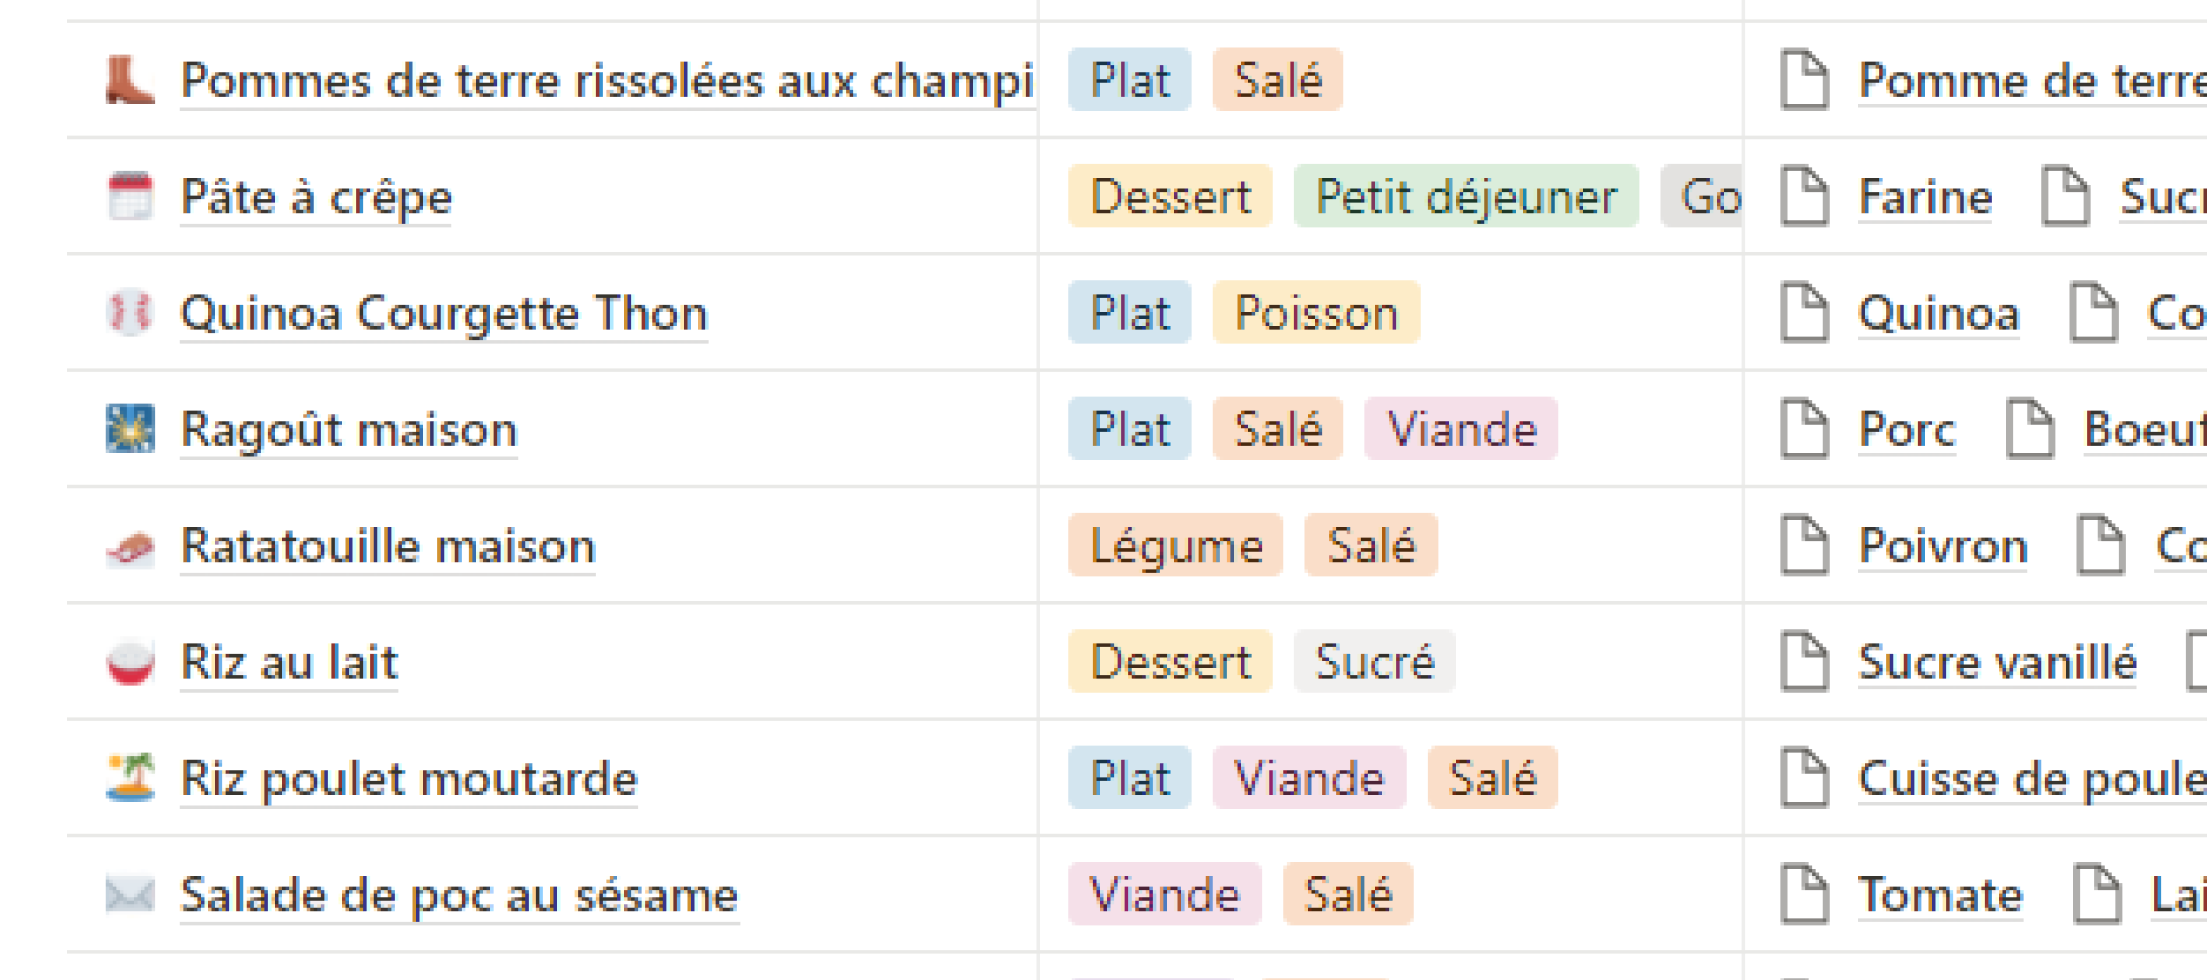 Pommes de terre rissolées aux champi Plat Salé Pomme de terre
Pâte à crêpe Dessert Petit déjeuner Go Farine Sucr
Quinoa Courgette Thon Plat Poisson Quinoa Co
Ragoût maison Plat Salé Viande Porc Boeuf
Ratatouille maison Légume Salé Poivron Co
Riz au lait Dessert Sucré Sucre vanillé
Riz poulet moutarde Plat Viande Salé Cuisse de poule
Salade de poc au sésame Viande Salé Tomate Lai